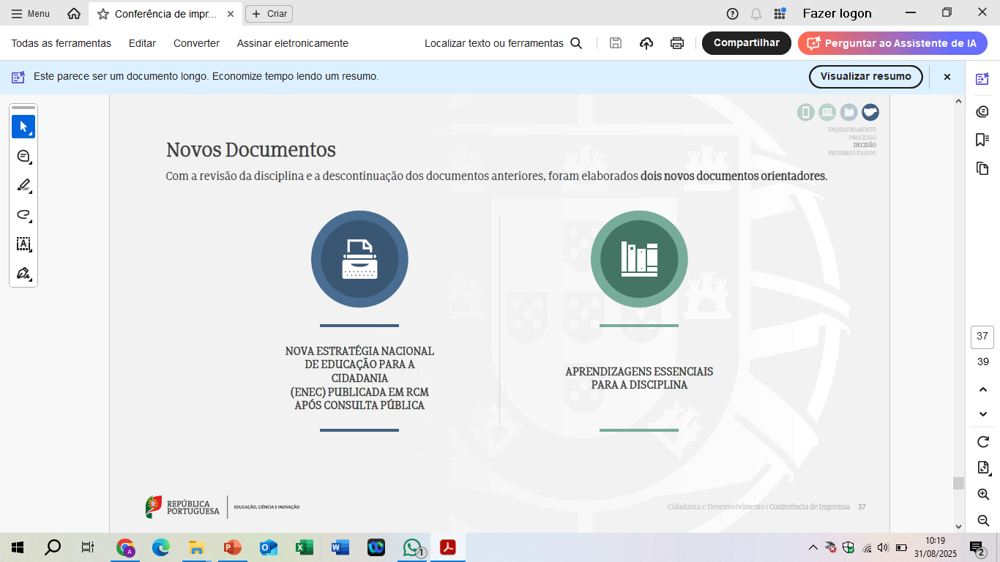 Menu
Conferência de impr...
Criar
Fazer logon
Todas as ferramentas
Editar
Converter
Assinar eletronicamente
Localizar texto ou ferramentas
Compartilhar
Perguntar ao Assistente de IA
Este parece ser um documento longo. Economize tempo lendo um resumo.
Visualizar resumo
ENQUADRAMENTO
PROCESSO
DECISÃO
PRÓXIMOS PASSOS
Novos Documentos
Com a revisão da disciplina e a descontinuação dos documentos anteriores, foram elaborados dois novos documentos orientadores.
NOVA ESTRATÉGIA NACIONAL
DE EDUCAÇÃO PARA A
CIDADANIA
(ENEC) PUBLICADA EM RCM
APÓS CONSULTA PÚBLICA
APRENDIZAGENS ESSENCIAIS
PARA A DISCIPLINA
37
39
REPÚBLICA
PORTUGUESA
EDUCAÇÃO, CIÊNCIA E INOVAÇÃO
Cidadania e Desenvolvimento | Conferência de Imprensa 37
10:19
31/08/2025
1
2